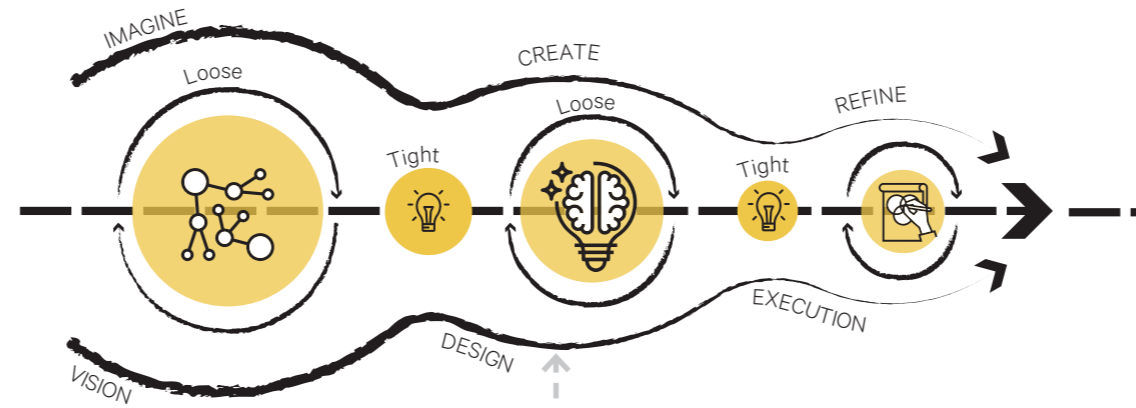 IMAGINE
Loose
CREATE
Loose
REFINE
Tight
Tight
VISION
DESIGN
EXECUTION